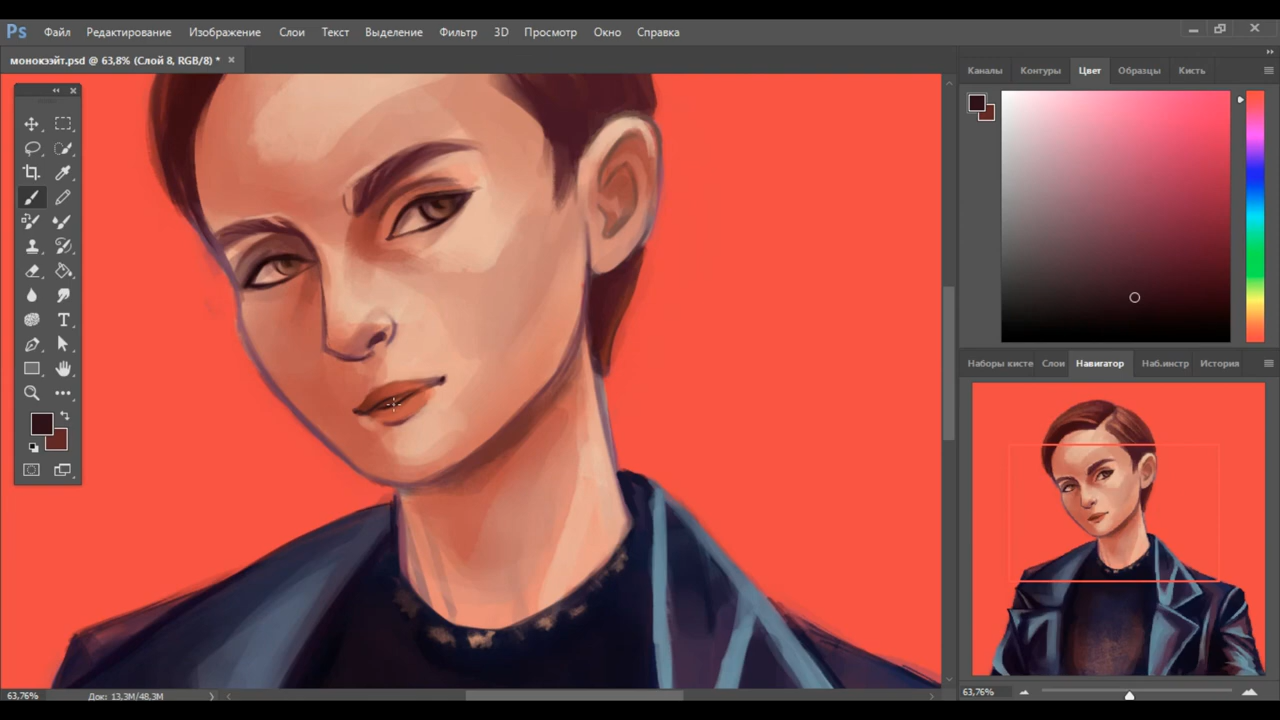 Ps Файл Редактирование Изображение Слои Текст Выделение Фильтр 3D Просмотр Окно Справка
монокэйт.psd @ 63,8% (Слой 8, RGB/8) *
Каналы Контуры Цвет Образцы Кисть
Наборы кисте Слои Навигатор Наб.инстр История
63,76%
63,76% Док: 13,3M/48,3M